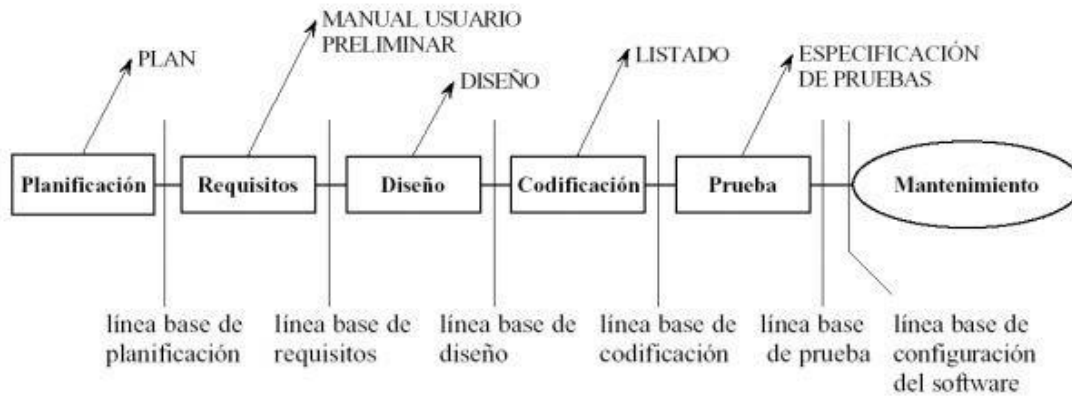 MANUAL USUARIO
PRELIMINAR
PLAN
DISEÑO
LISTADO
ESPECIFICACIÓN
DE PRUEBAS
Planificación
Requisitos
Diseño
Codificación
Prueba
Mantenimiento
línea base de
planificación
línea base de
requisitos
línea base de
diseño
línea base de
codificación
línea base
de prueba
línea base de
configuración
del software